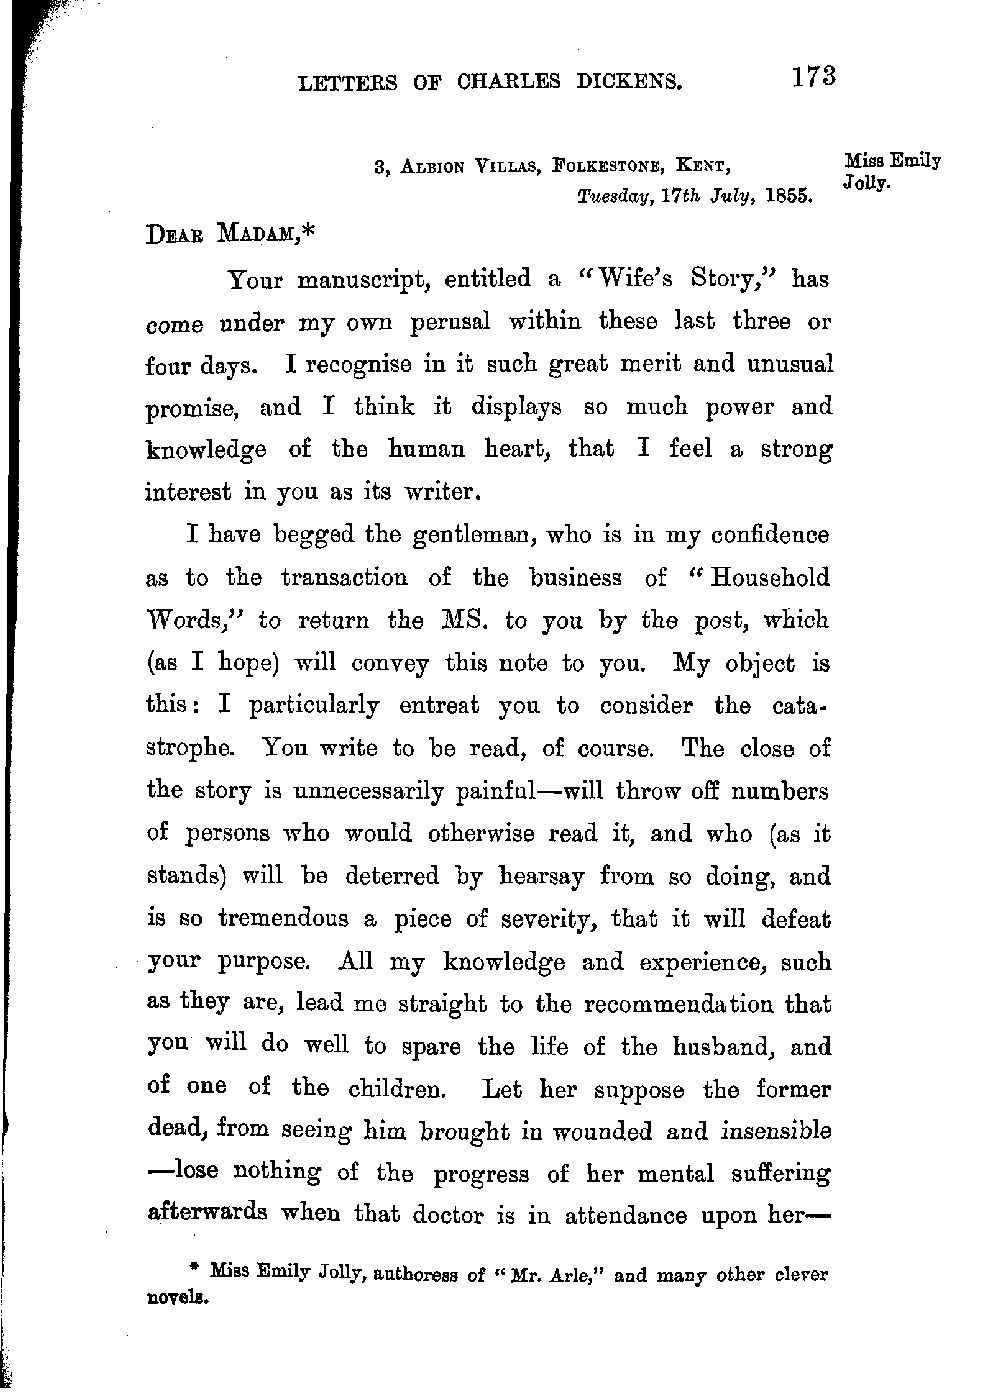 LETTERS OF CHARLES DICKENS. 173
3, ALBION VILLAS, FOLKESTONE, KENT,
Tuesday, 17th July, 1855.
Miss Emily
Jolly.
DEAR MADAM,*
Your manuscript, entitled a “Wife’s Story,” has
come under my own perusal within these last three or
four days. I recognise in it such great merit and unusual
promise, and I think it displays so much power and
knowledge of the human heart, that I feel a strong
interest in you as its writer.
I have begged the gentleman, who is in my confidence
as to the transaction of the business of “Household
Words,” to return the MS. to you by the post, which
(as I hope) will convey this note to you. My object is
this: I particularly entreat you to consider the cata-
strophe. You write to be read, of course. The close of
the story is unnecessarily painful—will throw off numbers
of persons who would otherwise read it, and who (as it
stands) will be deterred by hearsay from so doing, and
is so tremendous a piece of severity, that it will defeat
your purpose. All my knowledge and experience, such
as they are, lead me straight to the recommendation that
you will do well to spare the life of the husband, and
of one of the children. Let her suppose the former
dead, from seeing him brought in wounded and insensible
—lose nothing of the progress of her mental suffering
afterwards when that doctor is in attendance upon her—
* Miss Emily Jolly, authoress of “Mr. Arle,” and many other clever
novels.